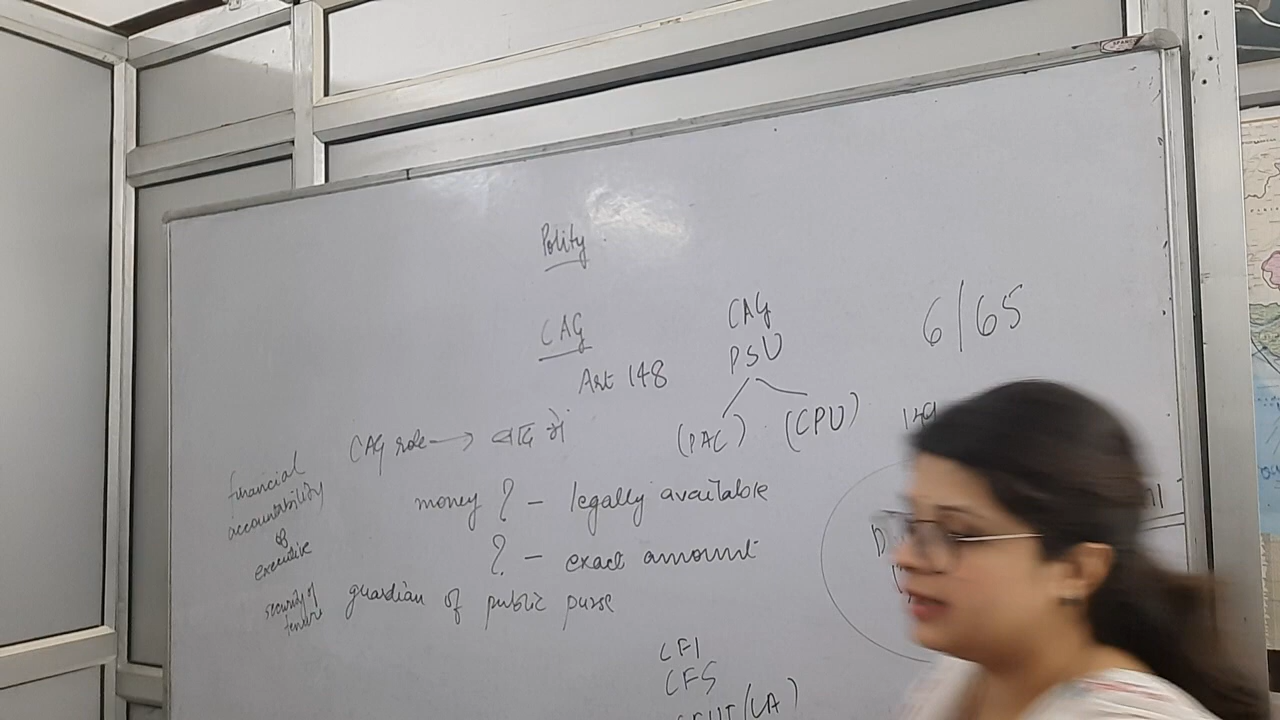 Polity
CAG
Art 148
CAG
PSU
(PAC) (CPU)
6/65
CAG role → बाद में
financial
accountability
of
executive
money ? - legally available
? - exact amount
security of
tenure
guardian of public purse
CFI
CFS
D